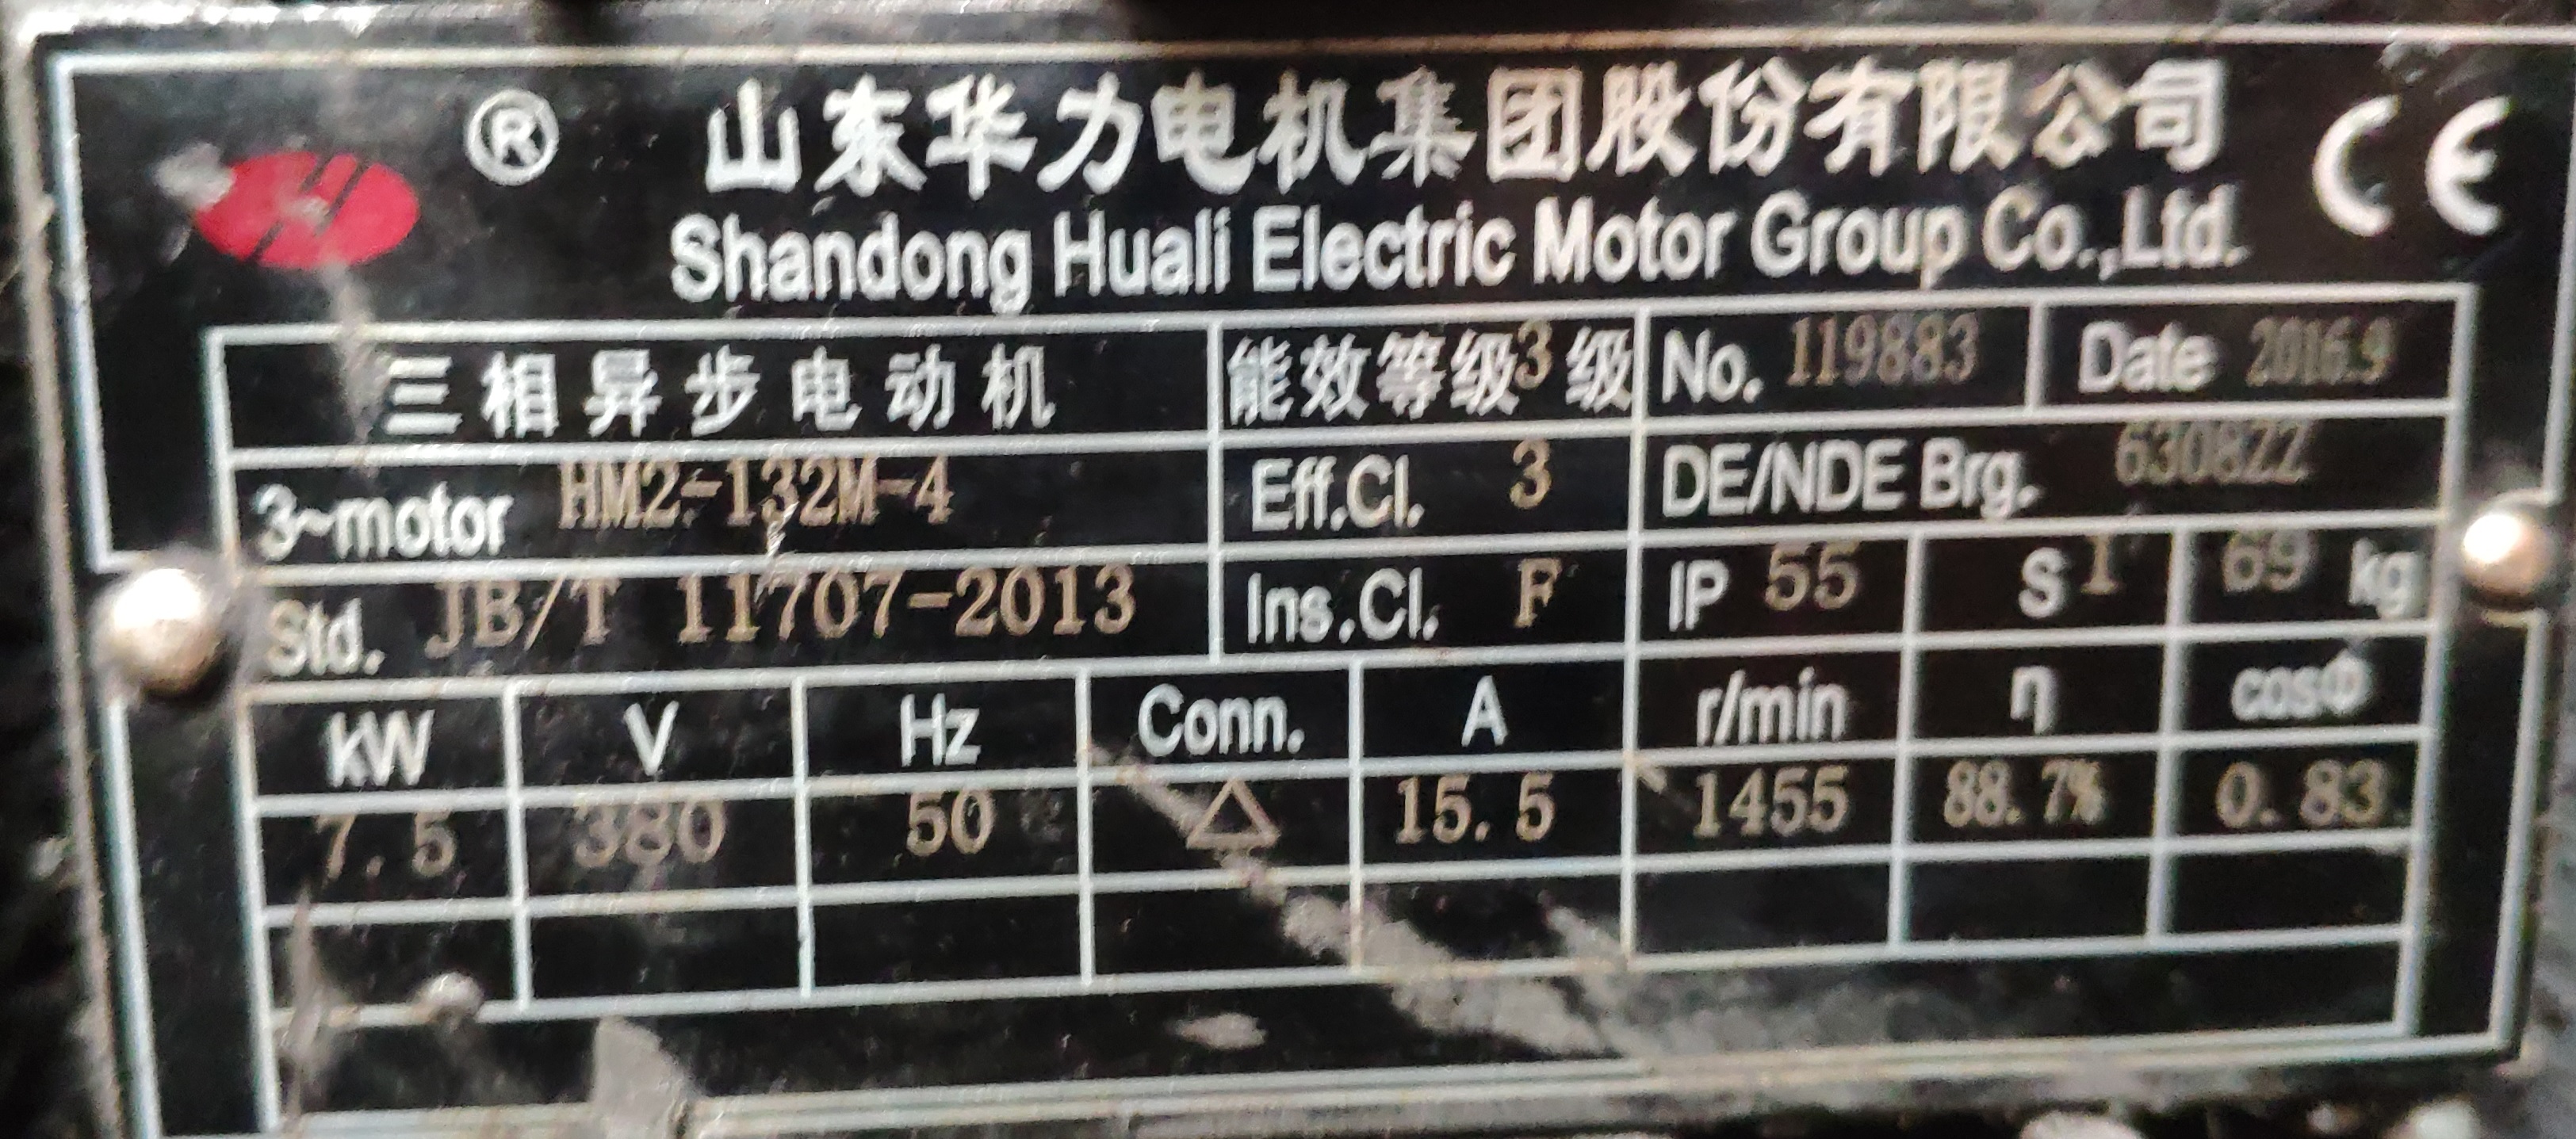 ® 山东华力电机集团股份有限公司 CE
Shandong Huali Electric Motor Group Co.,Ltd.
三相异步电动机 能效等级3级 No. 119883 Date 2016.9
3~motor HM2-132M-4 Eff.Cl. 3 DE/NDE Brg. 6308ZZ
Std. JB/T 11707-2013 Ins.Cl. F IP 55 S1 69 kg
kW V Hz Conn. A r/min η cosΦ
7.5 380 50 △ 15.5 1455 88.7% 0.83